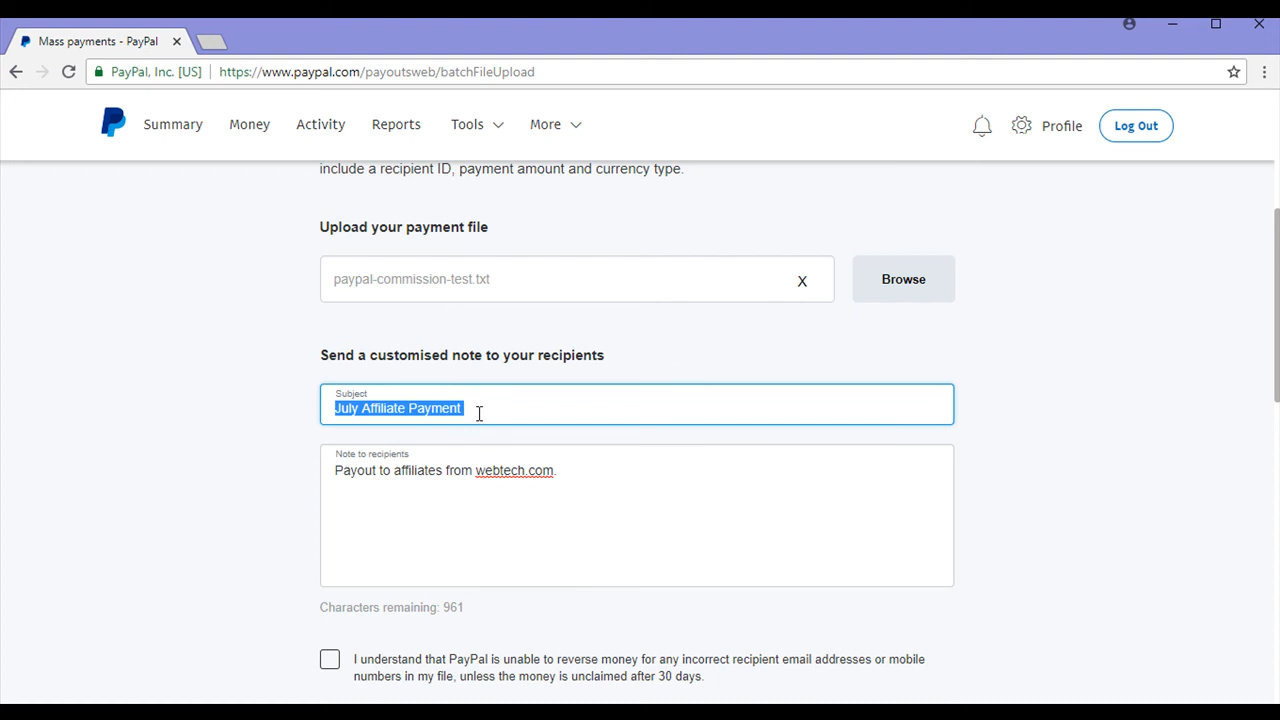 Mass payments - PayPal
PayPal, Inc. [US] https://www.paypal.com/payoutsweb/batchFileUpload
Summary Money Activity Reports Tools More Profile Log Out
include a recipient ID, payment amount and currency type.
Upload your payment file
paypal-commission-test.txt X Browse
Send a customised note to your recipients
Subject
July Affiliate Payment
Note to recipients
Payout to affiliates from webtech.com.
Characters remaining: 961
I understand that PayPal is unable to reverse money for any incorrect recipient email addresses or mobile
numbers in my file, unless the money is unclaimed after 30 days.